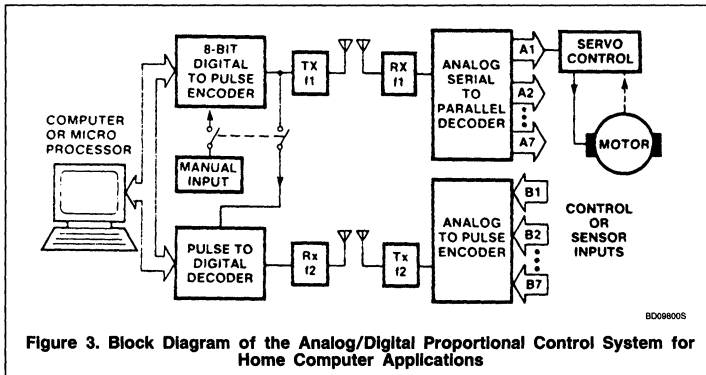 8-BIT
DIGITAL
TO PULSE
ENCODER
TX
f1
RX
f1
ANALOG
SERIAL
TO
PARALLEL
DECODER
A1
A2
A7
SERVO
CONTROL
MOTOR
COMPUTER
OR MICRO
PROCESSOR
MANUAL
INPUT
PULSE TO
DIGITAL
DECODER
Rx
f2
Tx
f2
ANALOG
TO PULSE
ENCODER
B1
B2
B7
CONTROL
OR
SENSOR
INPUTS
BD09800S
Figure 3. Block Diagram of the Analog/Digital Proportional Control System for
Home Computer Applications